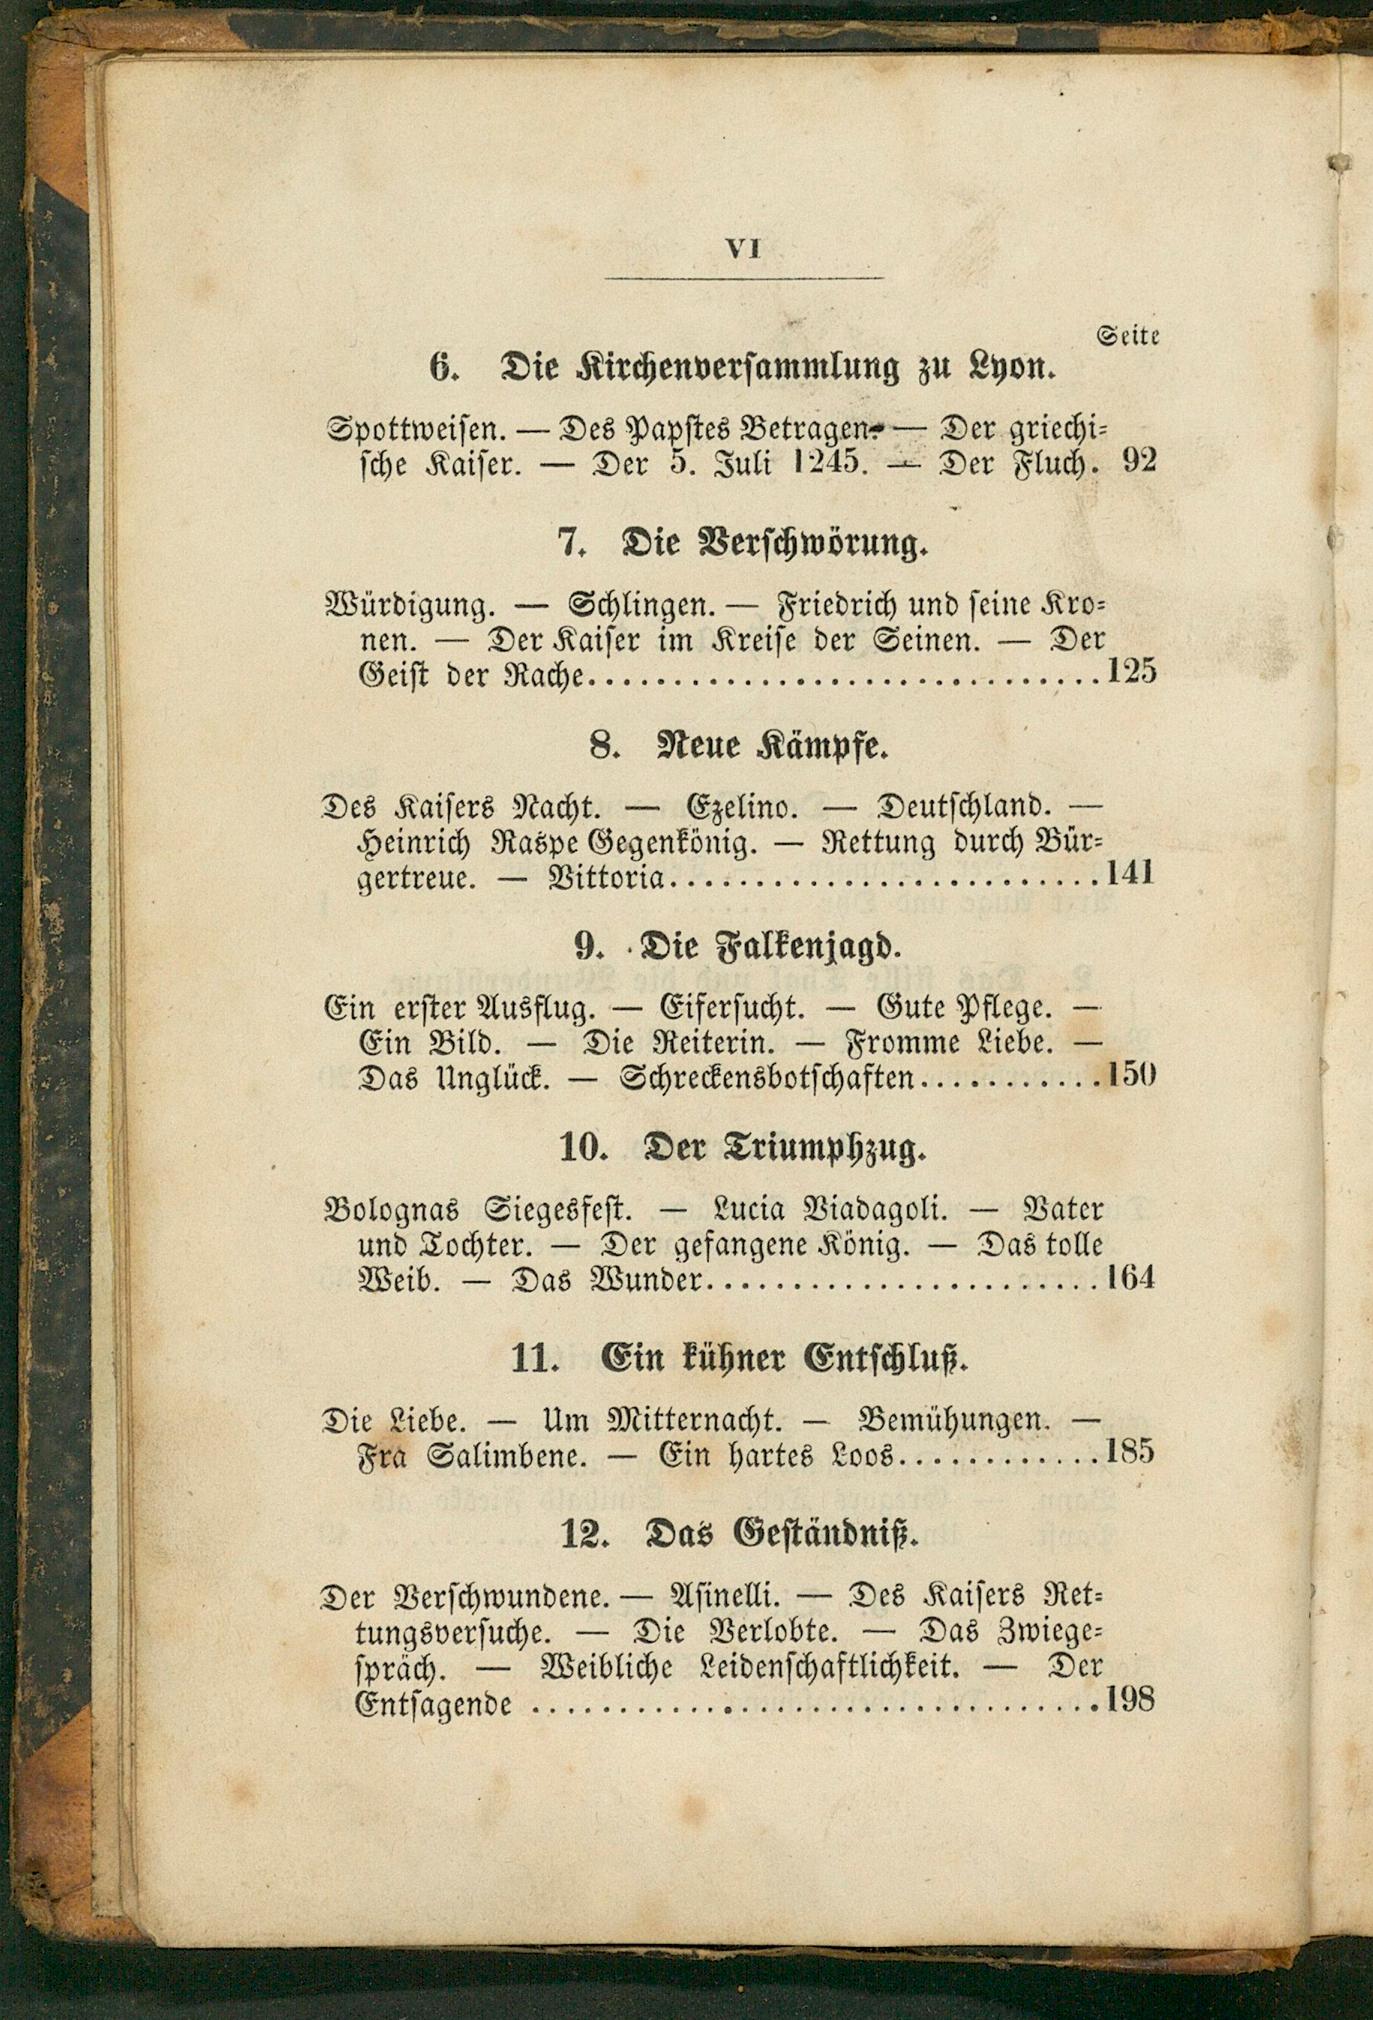 VI
Seite
6. Die Kirchenversammlung zu Lyon.
Spottweisen. — Des Papstes Betragen. — Der griechi-
sche Kaiser. — Der 5. Juli 1245. — Der Fluch. 92
7. Die Verschwörung.
Würdigung. — Schlingen. — Friedrich und seine Kro-
nen. — Der Kaiser im Kreise der Seinen. — Der
Geist der Rache..............................125
8. Neue Kämpfe.
Des Kaisers Nacht. — Ezelino. — Deutschland. —
Heinrich Raspe Gegenkönig. — Rettung durch Bür-
gertreue. — Vittoria.........................141
9. Die Falkenjagd.
Ein erster Ausflug. — Eifersucht. — Gute Pflege. —
Ein Bild. — Die Reiterin. — Fromme Liebe. —
Das Unglück. — Schreckensbotschaften...........150
10. Der Triumphzug.
Bolognas Siegesfest. — Lucia Viadagoli. — Vater
und Tochter. — Der gefangene König. — Das tolle
Weib. — Das Wunder.......................164
11. Ein kühner Entschluß.
Die Liebe. — Um Mitternacht. — Bemühungen. —
Fra Salimbene. — Ein hartes Loos............185
12. Das Geständniß.
Der Verschwundene. — Asinelli. — Des Kaisers Ret-
tungsversuche. — Die Verlobte. — Das Zwiege-
spräch. — Weibliche Leidenschaftlichkeit. — Der
Entsagende .................................198